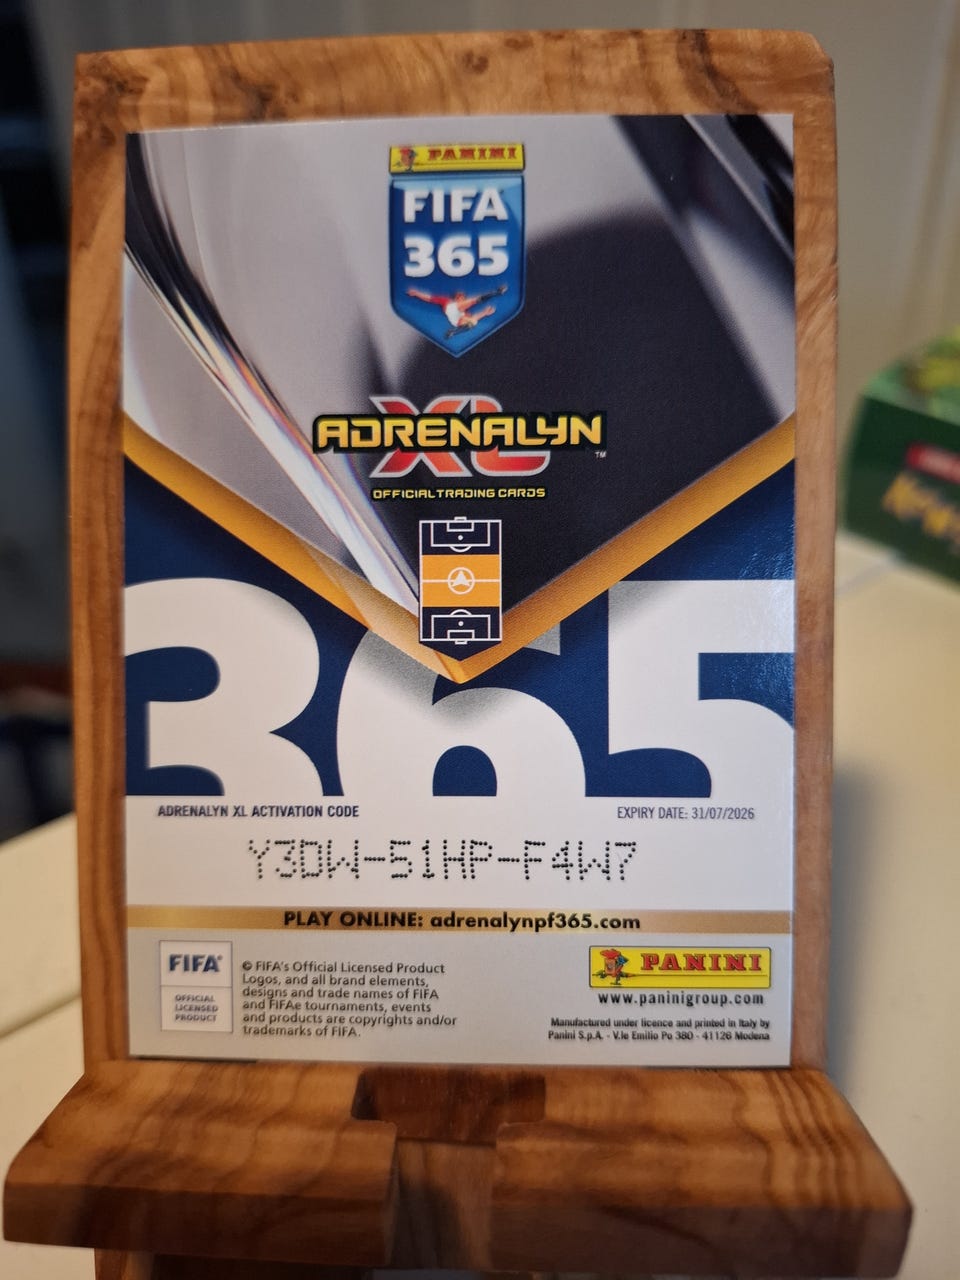 PANINI
FIFA
365
ADRENALYN
XL
™
OFFICIAL TRADING CARDS
365
ADRENALYN XL ACTIVATION CODE
EXPIRY DATE: 31/07/2026
Y3DW-51HP-F4W7
PLAY ONLINE: adrenalynpf365.com
FIFA®
OFFICIAL
LICENSED
PRODUCT
© FIFA's Official Licensed Product
Logos, and all brand elements,
designs and trade names of FIFA
and FIFAe tournaments, events
and products are copyrights and/or
trademarks of FIFA.
PANINI
www.paninigroup.com
Manufactured under licence and printed in Italy by
Panini S.p.A. - V.le Emilio Po 380 - 41126 Modena